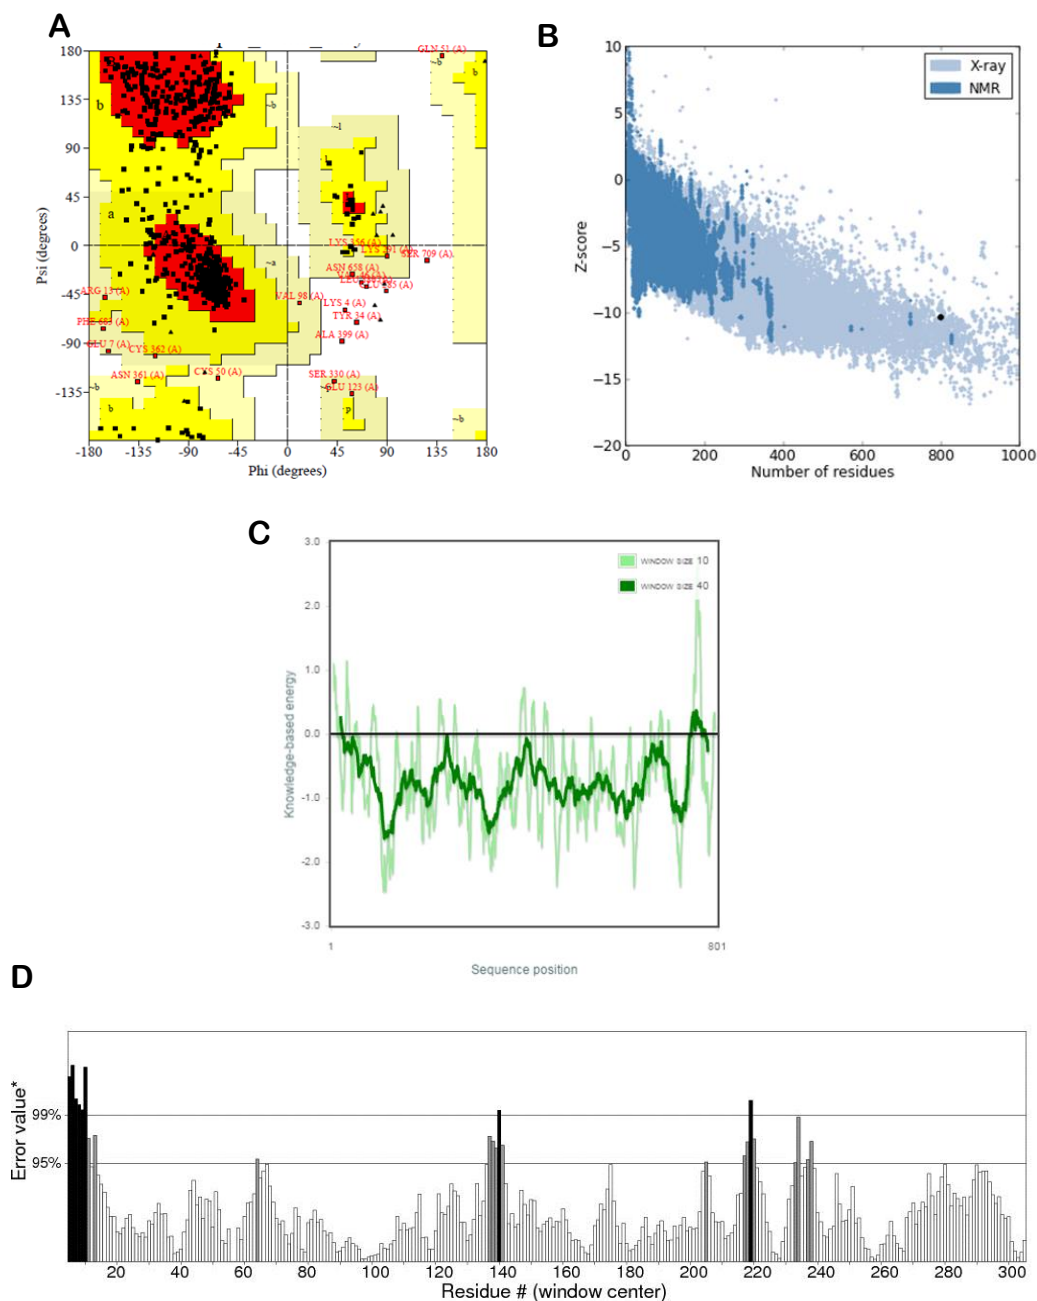 A
180
135
90
45
0
-45
-90
-135
-180
-135
-90
-45
0
45
90
135
180
Psi (degrees)
Phi (degrees)
B
b
a
~a
~b
~l
l
~b
b
~b
b
p
~b
GLN 51 (A)
LYS 356 (A)
SER 709 (A)
ASN 658 (A)
ARG 13 (A)
VAL 98 (A)
LYS 4 (A)
TYR 34 (A)
PHE 683 (A)
ALA 399 (A)
GLU 7 (A)
CYS 362 (A)
ASN 361 (A)
CYS 50 (A)
SER 330 (A)
GLU 123 (A)
B
10
5
0
−5
−10
−15
−20
0
200
400
600
800
1000
Z-score
Number of residues
X-ray
NMR
C
3.0
2.0
1.0
0.0
-1.0
-2.0
-3.0
1
801
Knowledge-based energy
Sequence position
WINDOW SIZE 10
WINDOW SIZE 40
D
Error value*
99%
95%
20
40
60
80
100
120
140
160
180
200
220
240
260
280
300
Residue # (window center)